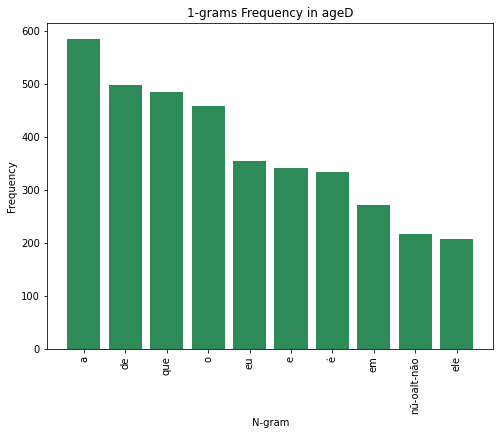 1-grams Frequency in ageD
600
500
400
300
200
100
0
Frequency
a de que o eu e é em nũ-oalt-não ele
N-gram